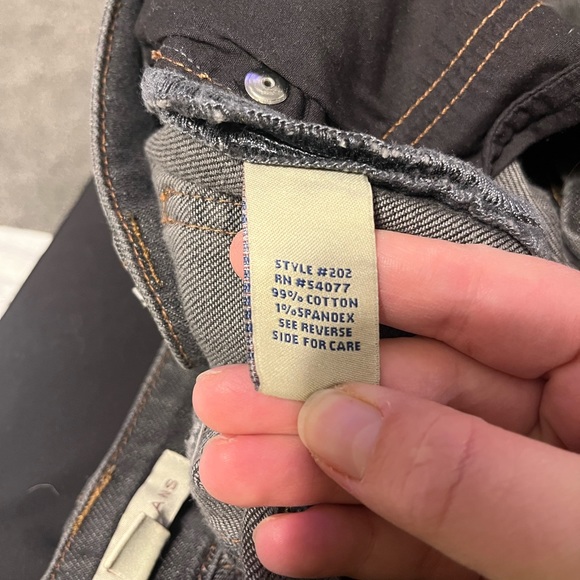 STYLE #202
RN #54077
99% COTTON
1%SPANDEX
SEE REVERSE
SIDE FOR CARE